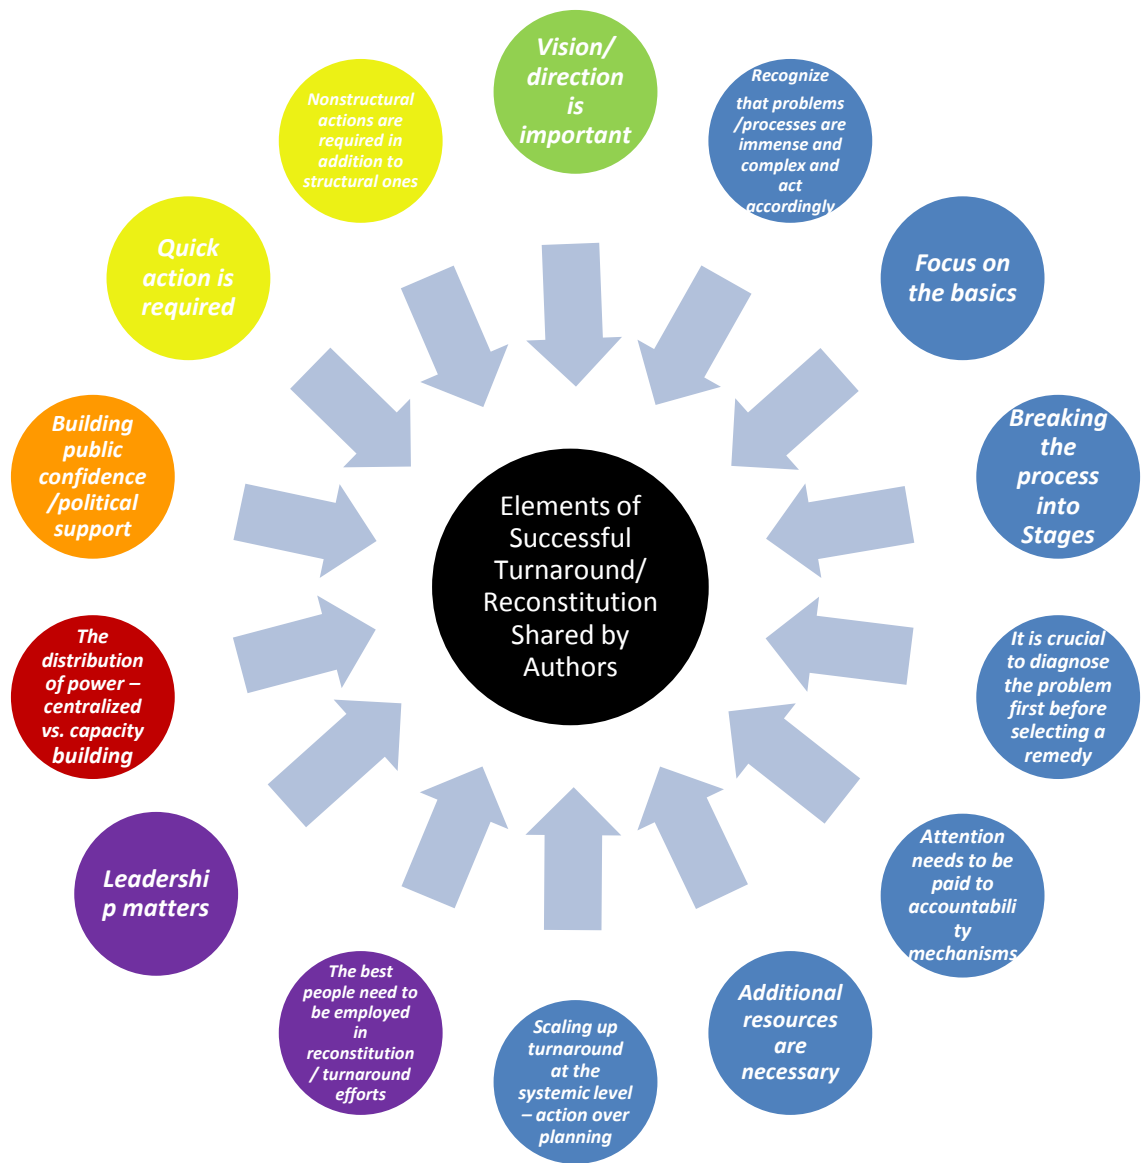 Vision/
direction
is
important
Recognize
that problems
/processes are
immense and
complex and
act
accordingly
Focus on
the basics
Breaking
the
process
into
Stages
It is crucial
to diagnose
the problem
first before
selecting a
remedy
Attention
needs to be
paid to
accountabili
ty
mechanisms
Additional
resources
are
necessary
Scaling up
turnaround
at the
systemic level
– action over
planning
The best
people need to
be employed
in
reconstitution
/ turnaround
efforts
Leadershi
p matters
The
distribution
of power –
centralized
vs. capacity
building
Building
public
confidence
/political
support
Quick
action is
required
Nonstructural
actions are
required in
addition to
structural ones
Elements of
Successful
Turnaround/
Reconstitution
Shared by
Authors